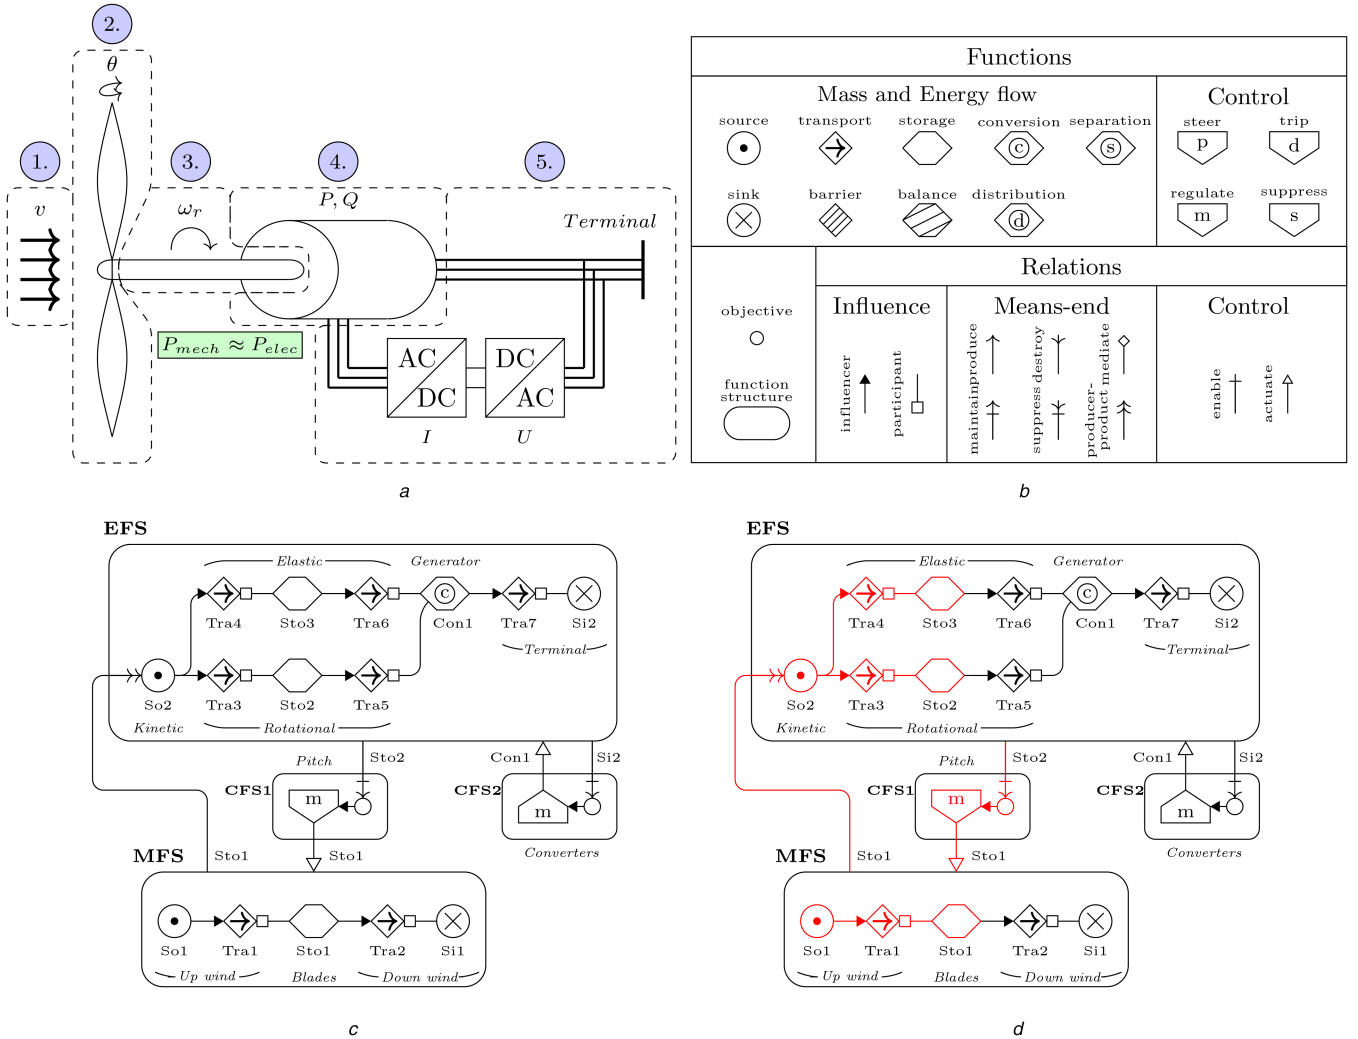 2.
θ
1.
3.
4.
5.
v
ω_r
P, Q
Terminal
P_mech ≈ P_elec
AC
DC
DC
AC
I
U
a
Functions
Mass and Energy flow
Control
source transport storage conversion separation
c
s
steer trip
p
d
sink barrier balance distribution
d
regulate suppress
m
s
Relations
objective
function
structure
Influence
Means-end
Control
influencer
participant
maintain produce
suppress destroy
producer-
product mediate
enable
actuate
b
EFS
Elastic
Generator
c
Tra4 Sto3 Tra6 Con1 Tra7 Si2
Terminal
So2 Tra3 Sto2 Tra5
Kinetic
Rotational
Pitch
Sto2
Con1
Si2
CFS1
m
CFS2
m
Converters
MFS
Sto1
Sto1
So1 Tra1 Sto1 Tra2 Si1
Up wind
Blades
Down wind
c
EFS
Elastic
Generator
c
Tra4 Sto3 Tra6 Con1 Tra7 Si2
Terminal
So2 Tra3 Sto2 Tra5
Kinetic
Rotational
Pitch
Sto2
Con1
Si2
CFS1
m
CFS2
m
Converters
MFS
Sto1
Sto1
So1 Tra1 Sto1 Tra2 Si1
Up wind
Blades
Down wind
d